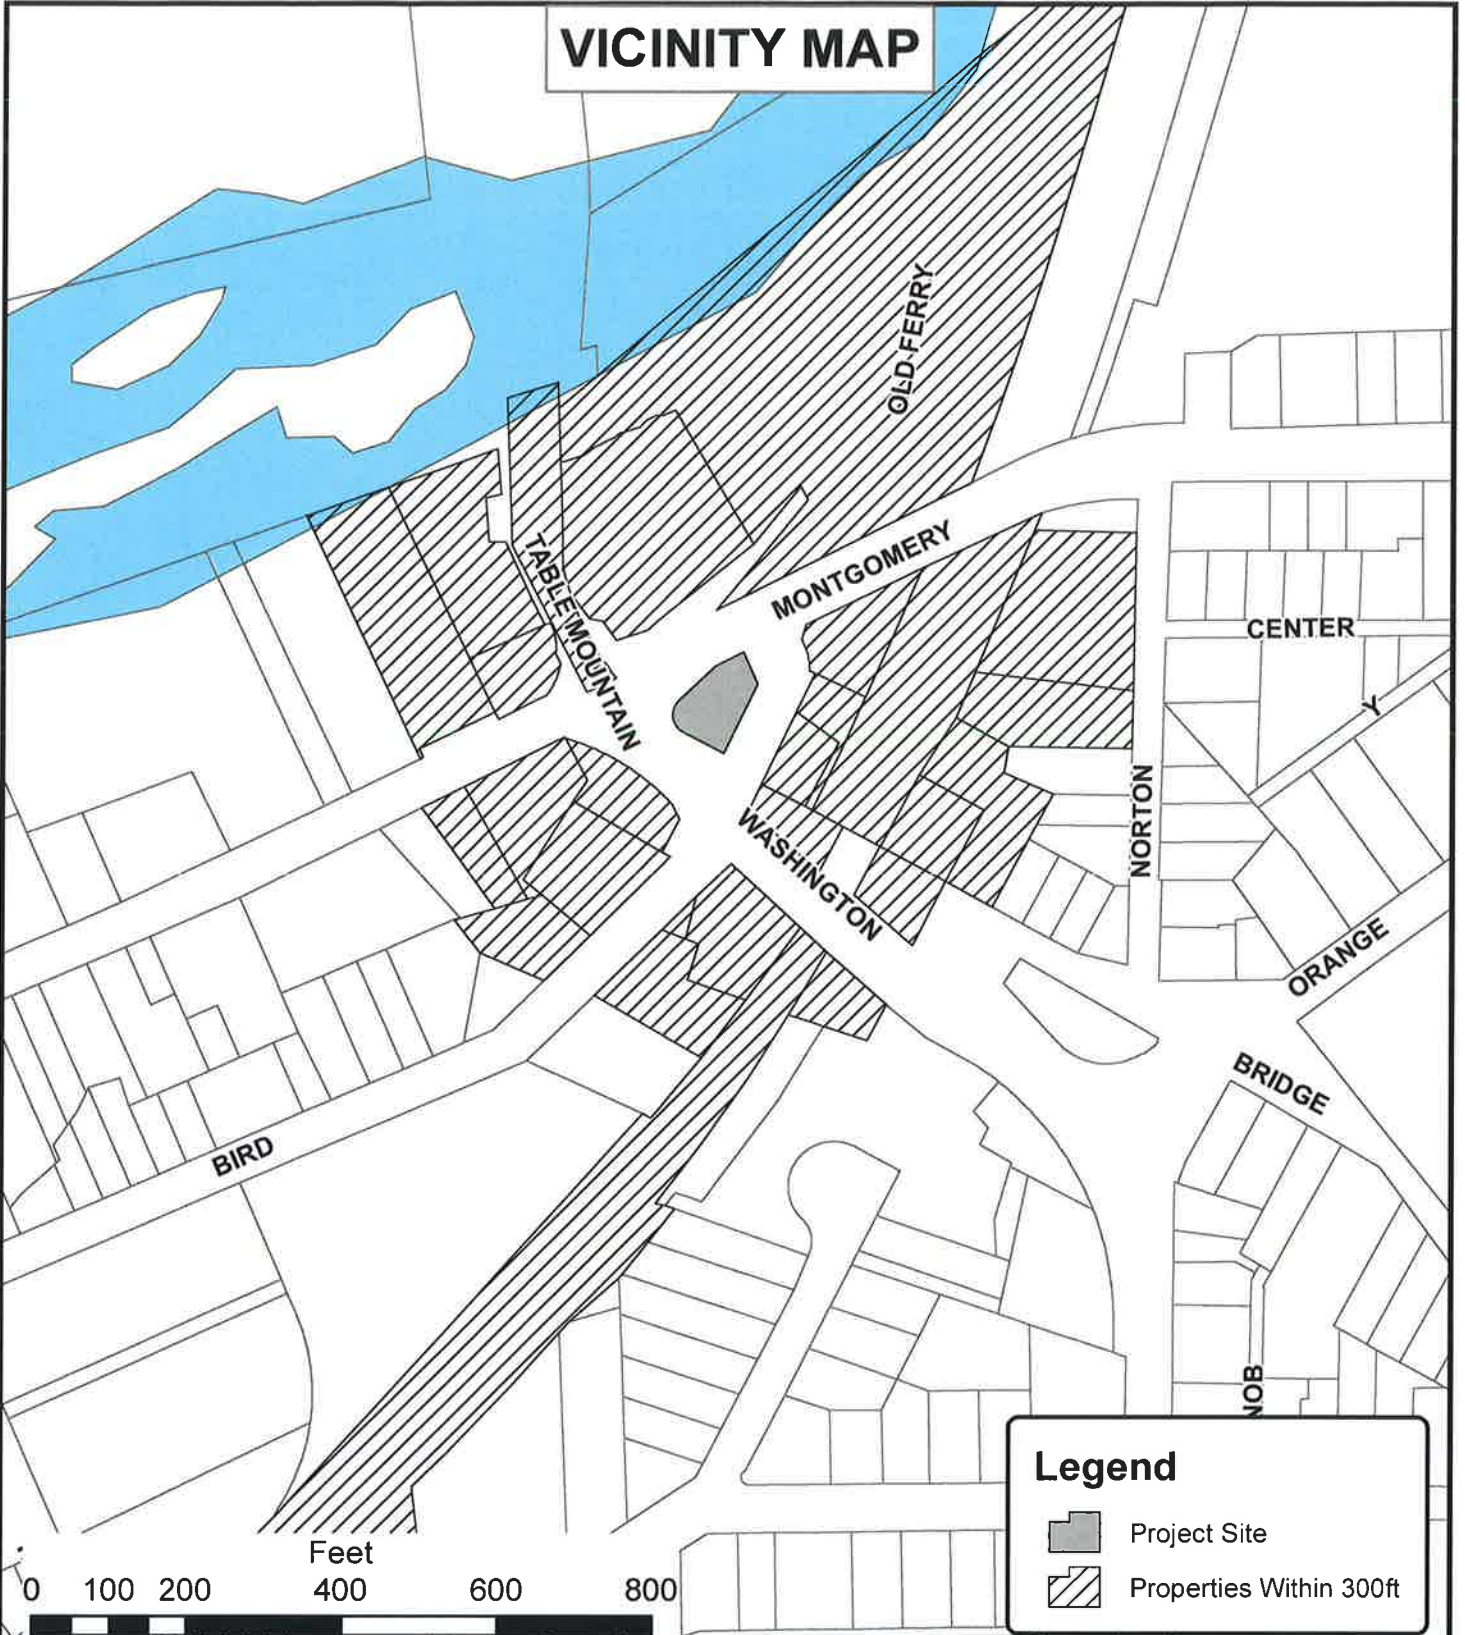 VICINITY MAP
OLD FERRY
MONTGOMERY
TABLE MOUNTAIN
CENTER
Y
WASHINGTON
NORTON
ORANGE
BRIDGE
BIRD
NOB
Legend
Project Site
Properties Within 300ft
Feet
0 100 200 400 600 800